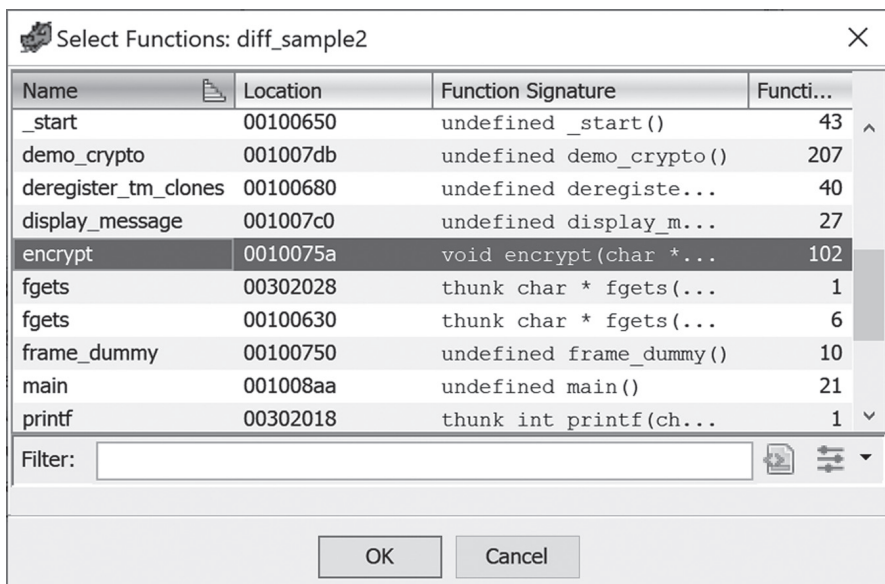 Select Functions: diff_sample2
Name Location Function Signature Functi...
_start 00100650 undefined _start() 43
demo_crypto 001007db undefined demo_crypto() 207
deregister_tm_clones 00100680 undefined deregiste... 40
display_message 001007c0 undefined display_m... 27
encrypt 0010075a void encrypt(char *... 102
fgets 00302028 thunk char * fgets(... 1
fgets 00100630 thunk char * fgets(... 6
frame_dummy 00100750 undefined frame_dummy() 10
main 001008aa undefined main() 21
printf 00302018 thunk int printf(ch... 1
Filter:
OK Cancel